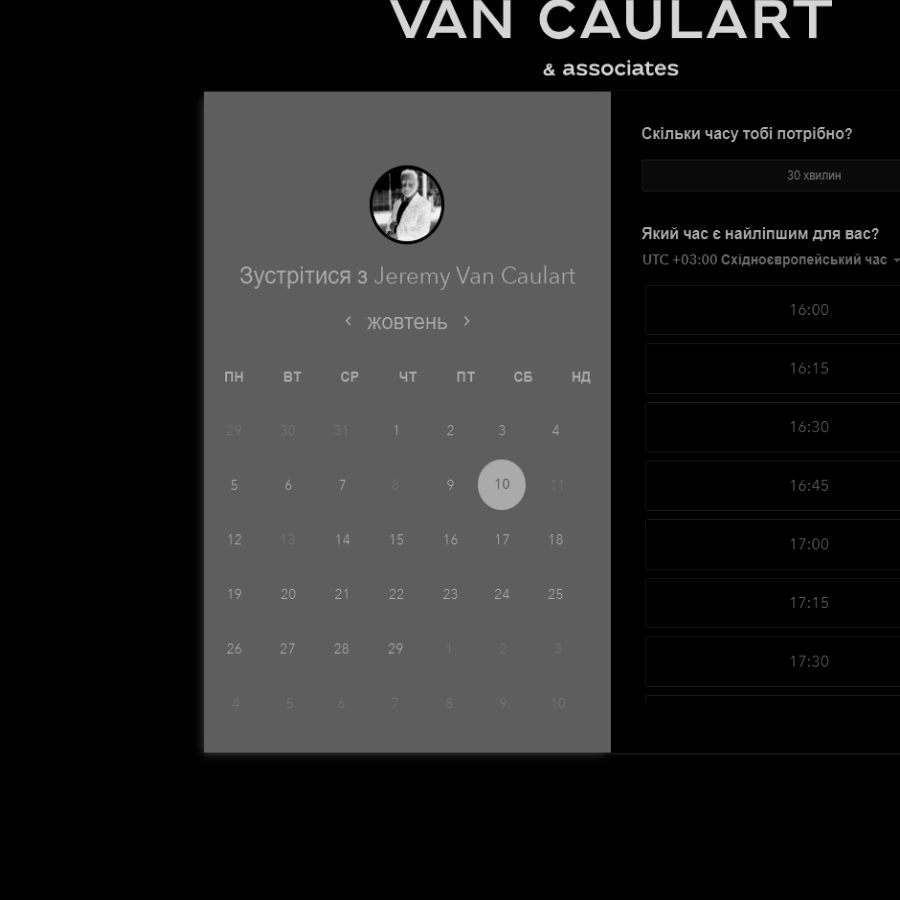 VAN CAULART
& associates
Зустрітися з Jeremy Van Caulart
жовтень
ПН ВТ СР ЧТ ПТ СБ НД
29 30 31 1 2 3 4
5 6 7 8 9 10 11
12 13 14 15 16 17 18
19 20 21 22 23 24 25
26 27 28 29 1 2 3
4 5 6 7 8 9 10
Скільки часу тобі потрібно?
30 хвилин
Який час є найліпшим для вас?
UTC +03:00 Східноєвропейський час
16:00
16:15
16:30
16:45
17:00
17:15
17:30